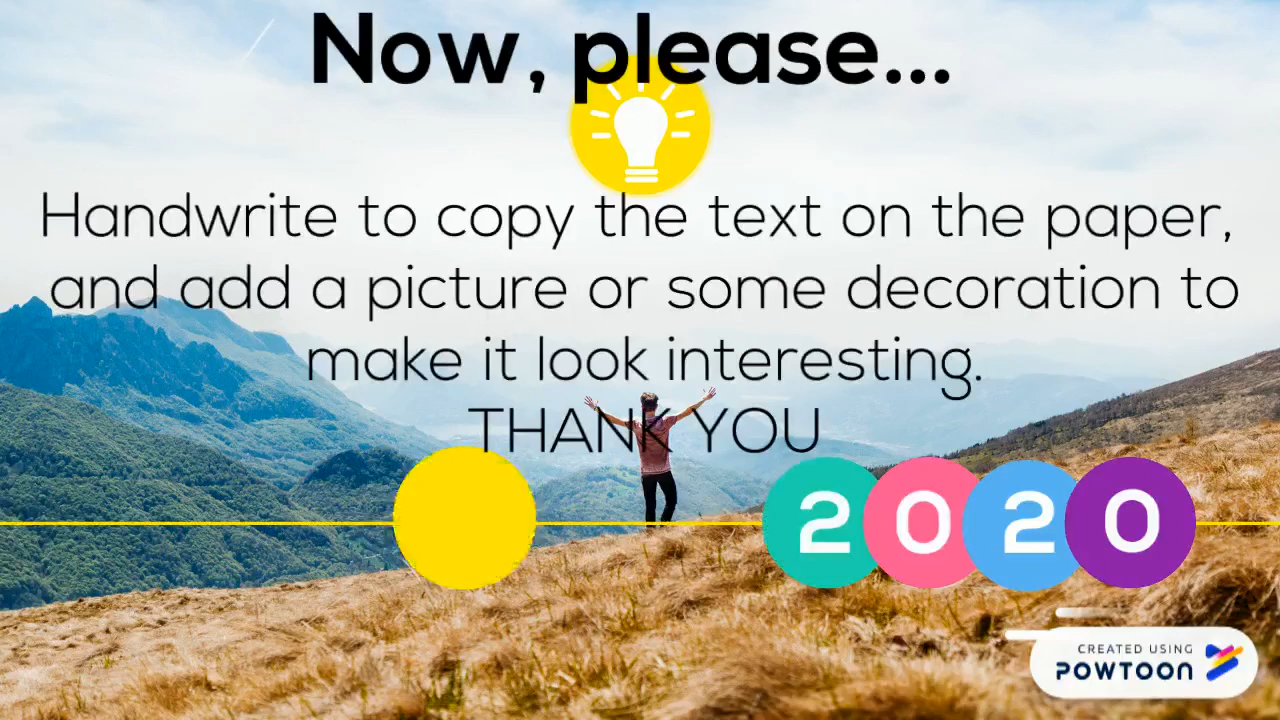 Now, please...
Handwrite to copy the text on the paper,
and add a picture or some decoration to
make it look interesting.
THANK YOU
2020
CREATED USING
POWTOON